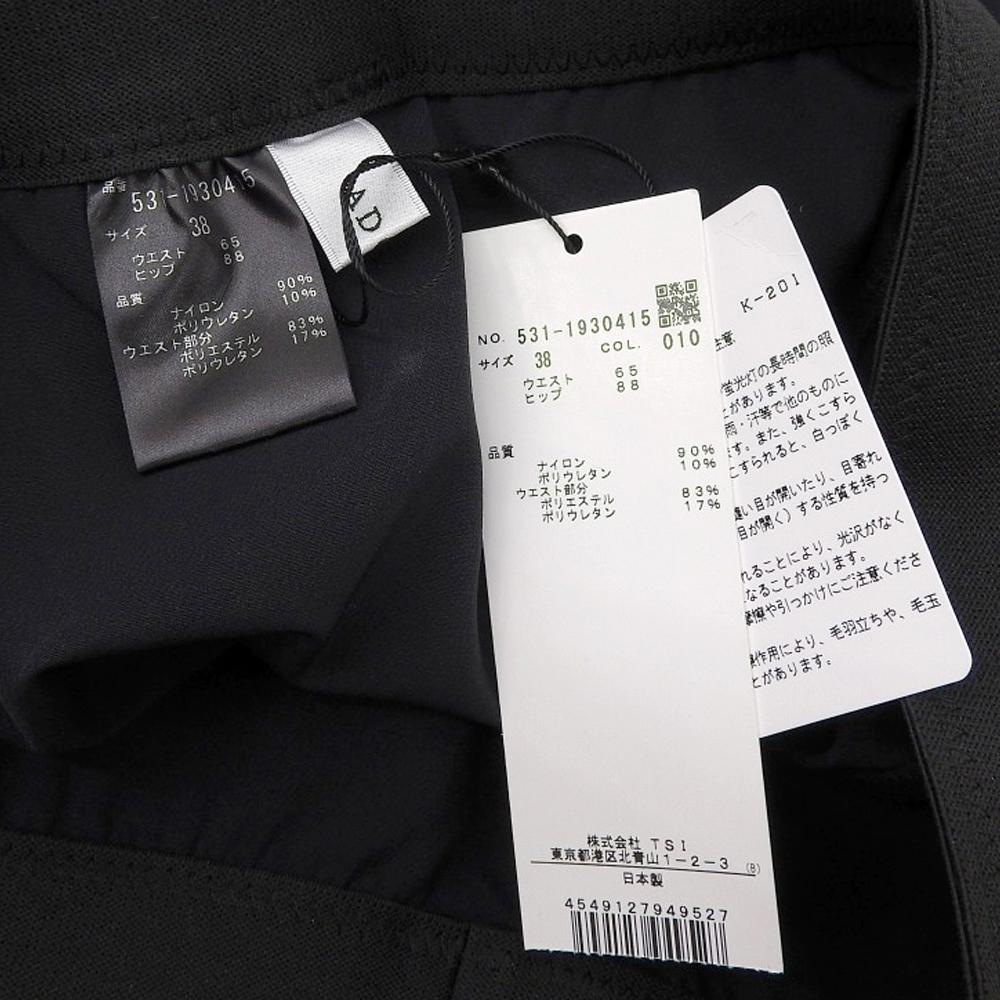 品番
531-1930415
サイズ 38
ウエスト 65
ヒップ 88
品質
ナイロン 90%
ポリウレタン 10%
ウエスト部分
ポリエステル 83%
ポリウレタン 17%
AD
NO. 531-1930415
サイズ 38 COL. 010
ウエスト 65
ヒップ 88
品質
ナイロン 90%
ポリウレタン 10%
ウエスト部分
ポリエステル 83%
ポリウレタン 17%
株式会社 TSI
東京都港区北青山1-2-3
(B)
日本製
4549127949527
K-201
注意
蛍光灯の長時間の照
があります。
雨・汗等で他のものに
す。また、強くこすら
こすられると、白っぽく
縫い目が開いたり、目寄れ
目が開く)する性質を持つ
れることにより、光沢がなく
なることがあります。
摩擦や引っかけにご注意くださ
作用により、毛羽立ちや、毛玉
とがあります。